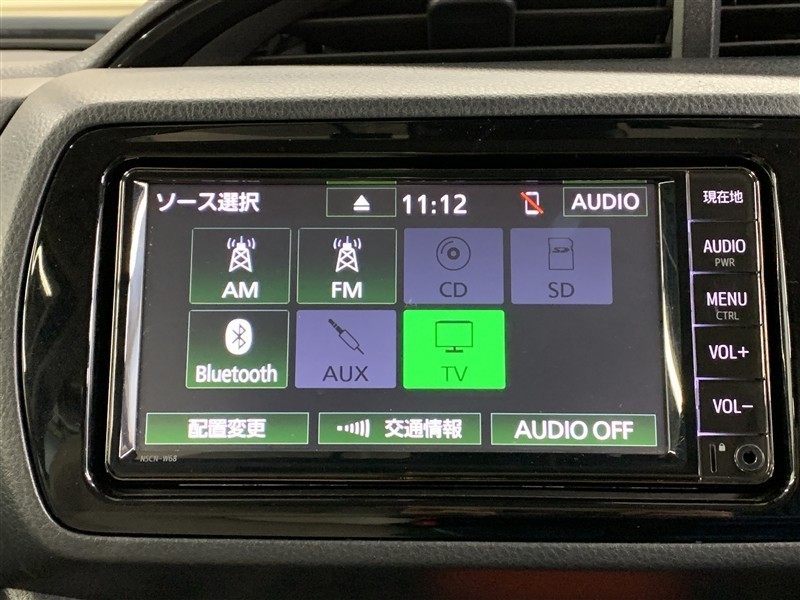 ソース選択 11:12 AUDIO
AM FM CD SD
Bluetooth AUX TV
配置変更 交通情報 AUDIO OFF
現在地
AUDIO
PWR
MENU
CTRL
VOL+
VOL-
NSCN-W68